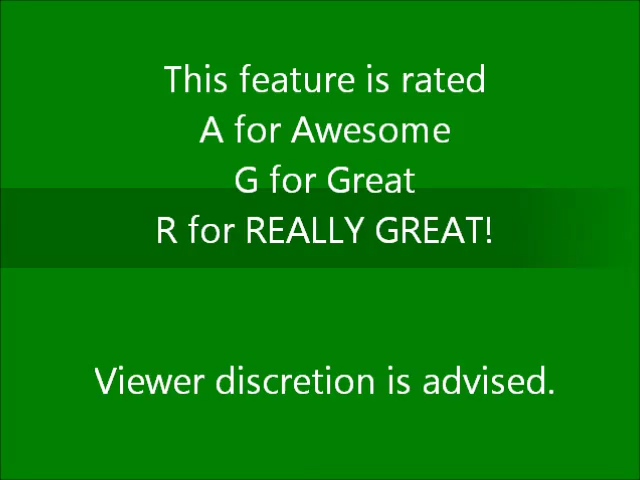 This feature is rated
A for Awesome
G for Great
R for REALLY GREAT!
Viewer discretion is advised.